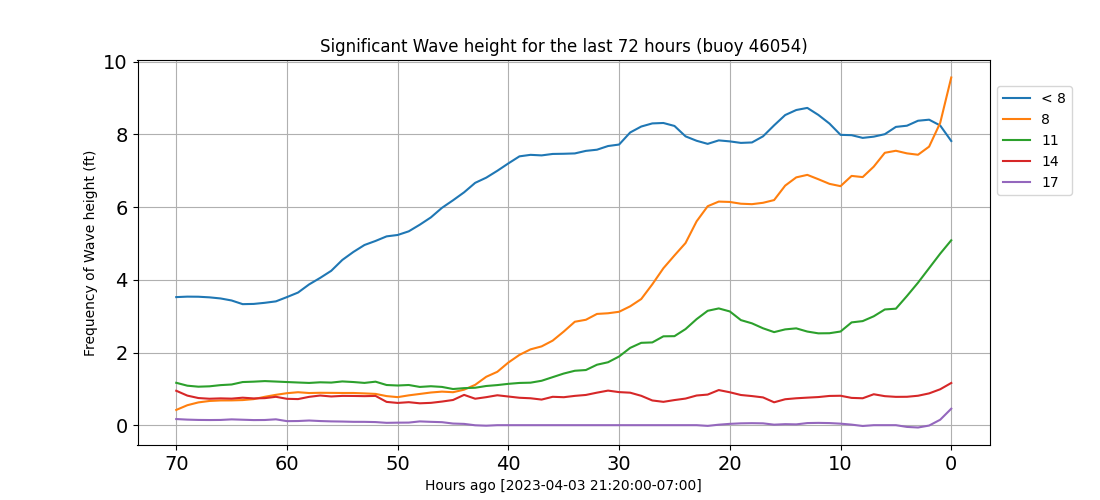 Significant Wave height for the last 72 hours (buoy 46054)
Frequency of Wave height (ft)
10
8
6
4
2
0
< 8
8
11
14
17
70 60 50 40 30 20 10 0
Hours ago [2023-04-03 21:20:00-07:00]